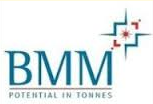 BMM
POTENTIAL IN TONNES